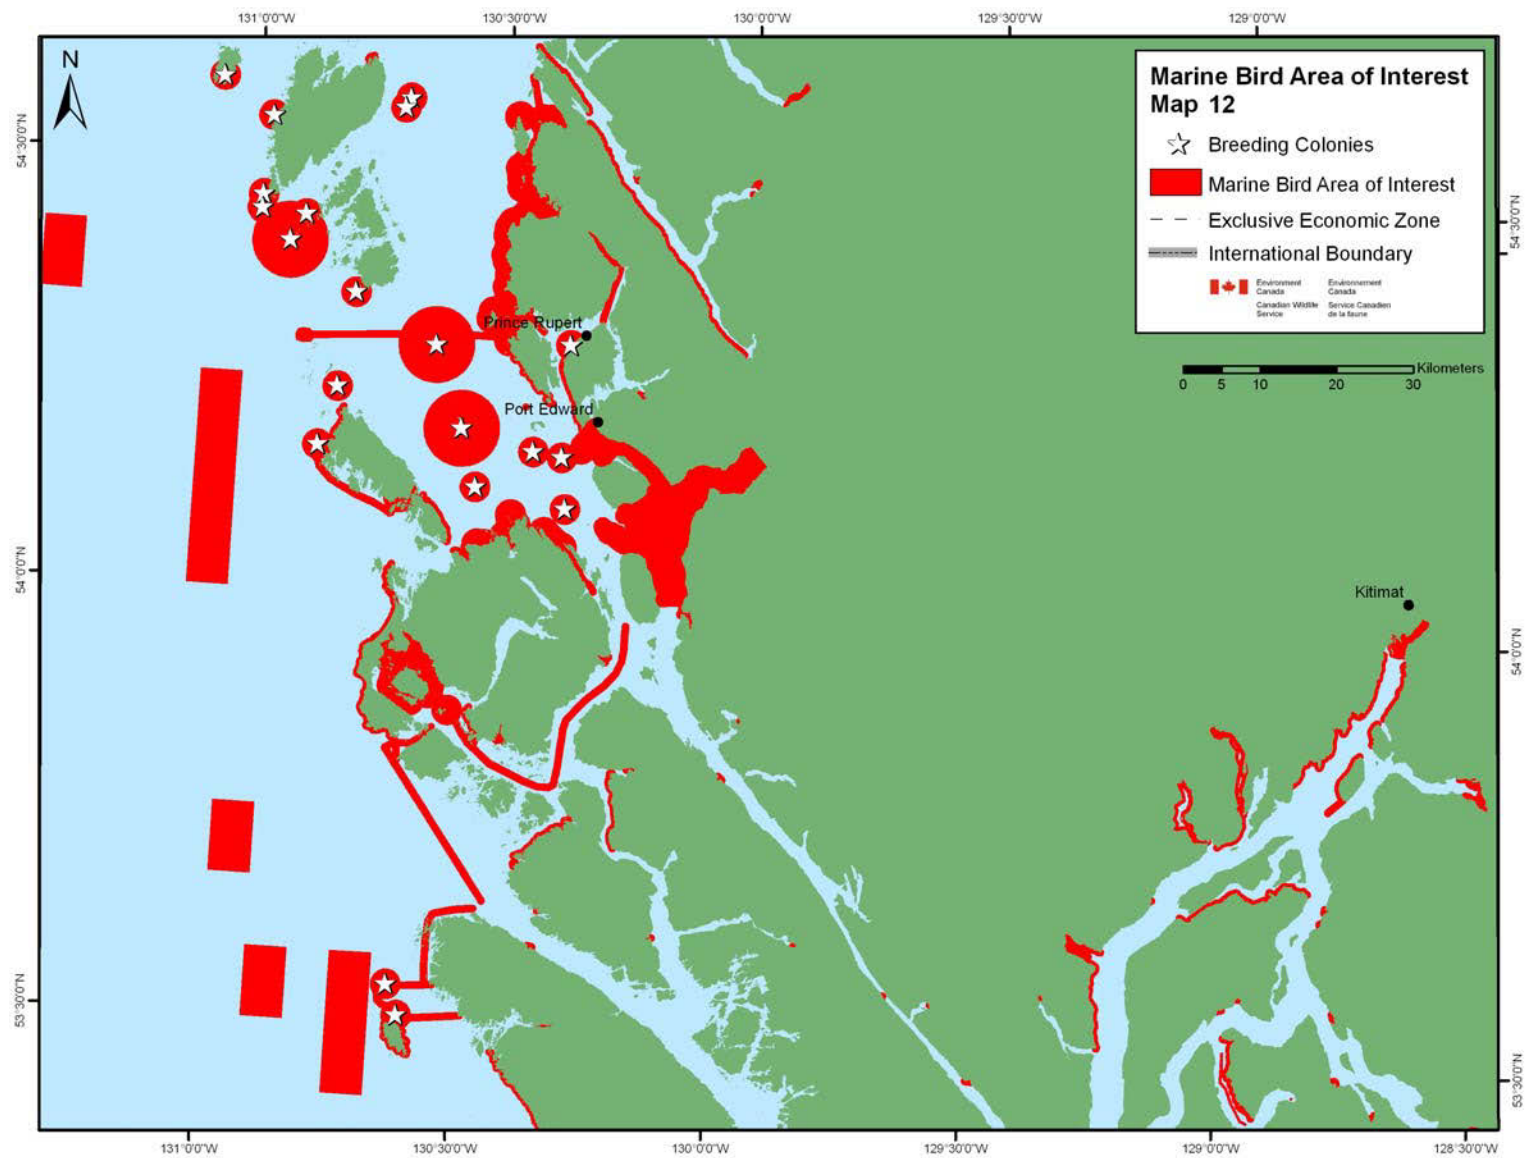 131°0'0"W
130°30'0"W
130°0'0"W
129°30'0"W
129°0'0"W
N
Marine Bird Area of Interest
Map 12
Breeding Colonies
Marine Bird Area of Interest
Exclusive Economic Zone
International Boundary
Environment Canada
Environnement Canada
Canadian Wildlife Service
Service Canadien de la faune
54°30'0"N
54°30'0"N
Prince Rupert
Kilometers
0 5 10 20 30
Port Edward
54°0'0"N
Kitimat
54°0'0"N
53°30'0"N
53°30'0"N
131°0'0"W
130°30'0"W
130°0'0"W
129°30'0"W
129°0'0"W
128°30'0"W